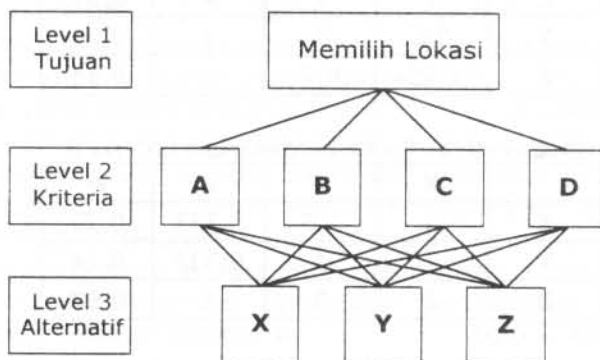 Level 1
Tujuan
Memilih Lokasi
Level 2
Kriteria
A
B
C
D
Level 3
Alternatif
X
Y
Z